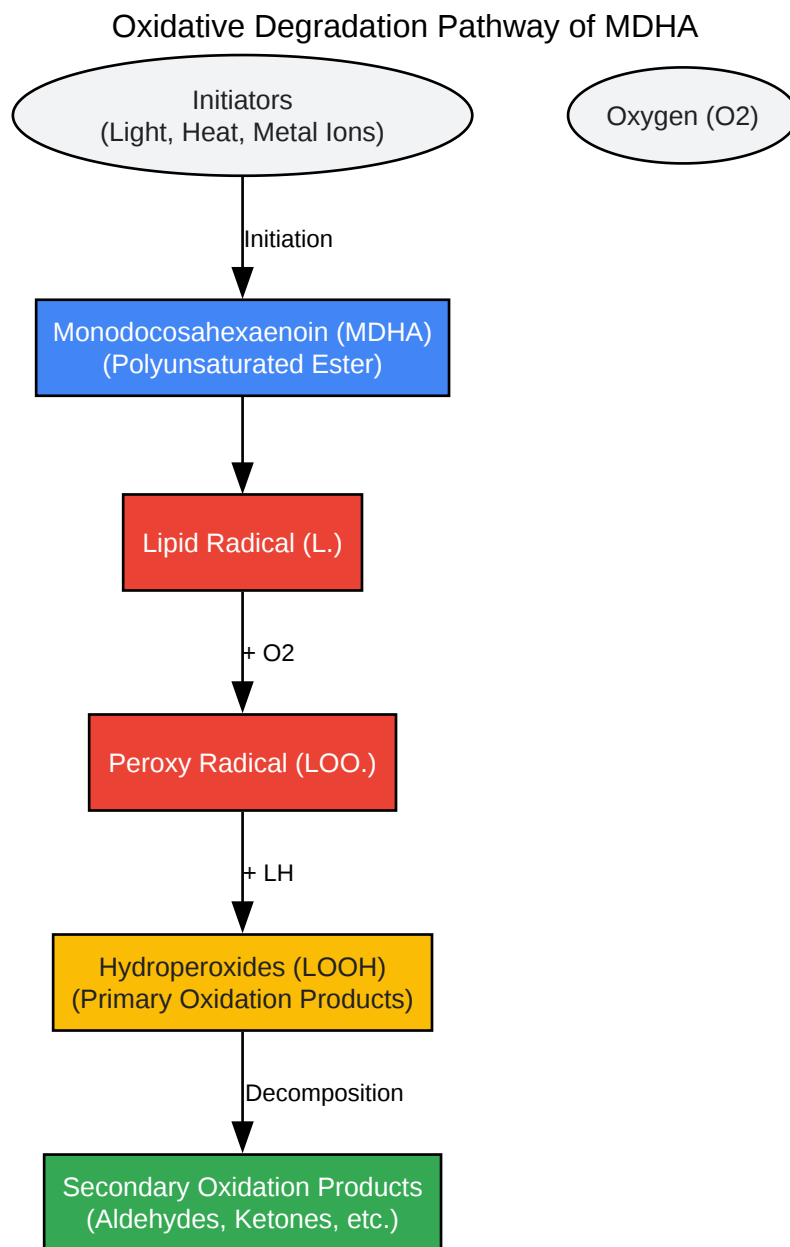 Oxidative Degradation Pathway of MDHA
Initiators
(Light, Heat, Metal Ions)
Oxygen (O2)
Initiation
Monodocosahexaenoin (MDHA)
(Polyunsaturated Ester)
Lipid Radical (L.)
+ O2
Peroxy Radical (LOO.)
+ LH
Hydroperoxides (LOOH)
(Primary Oxidation Products)
Decomposition
Secondary Oxidation Products
(Aldehydes, Ketones, etc.)